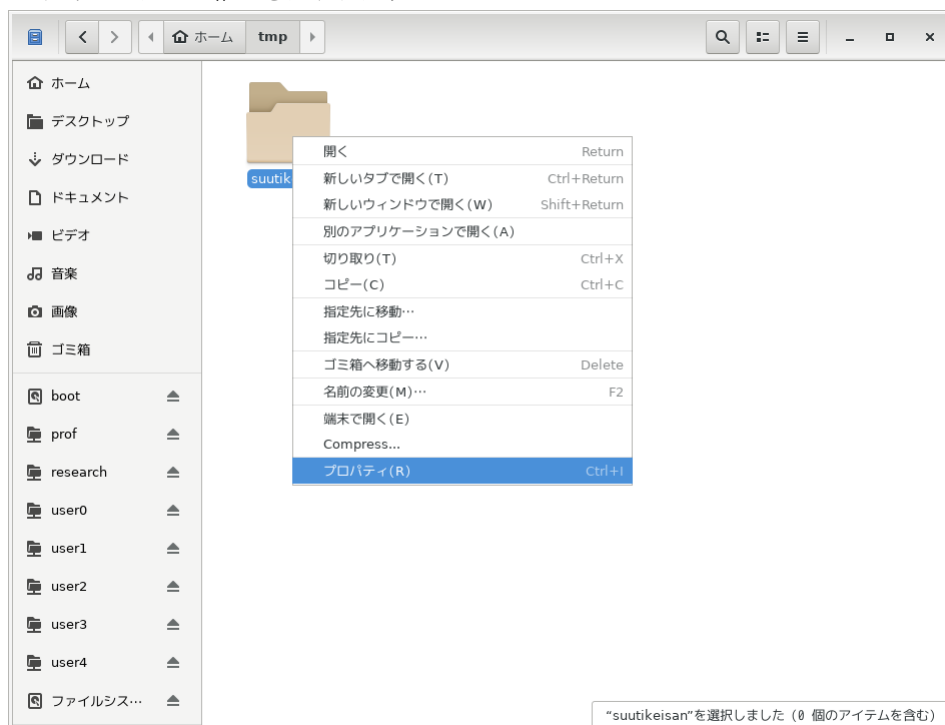 ホーム tmp
ホーム
デスクトップ
ダウンロード
ドキュメント
ビデオ
音楽
画像
ゴミ箱
boot
prof
research
user0
user1
user2
user3
user4
ファイルシス…
suutik
開く Return
新しいタブで開く(T) Ctrl+Return
新しいウィンドウで開く(W) Shift+Return
別のアプリケーションで開く(A)
切り取り(T) Ctrl+X
コピー(C) Ctrl+C
指定先に移動…
指定先にコピー…
ゴミ箱へ移動する(V) Delete
名前の変更(M)… F2
端末で開く(E)
Compress...
プロパティ(R) Ctrl+I
“suutikeisan”を選択しました (0 個のアイテムを含む)